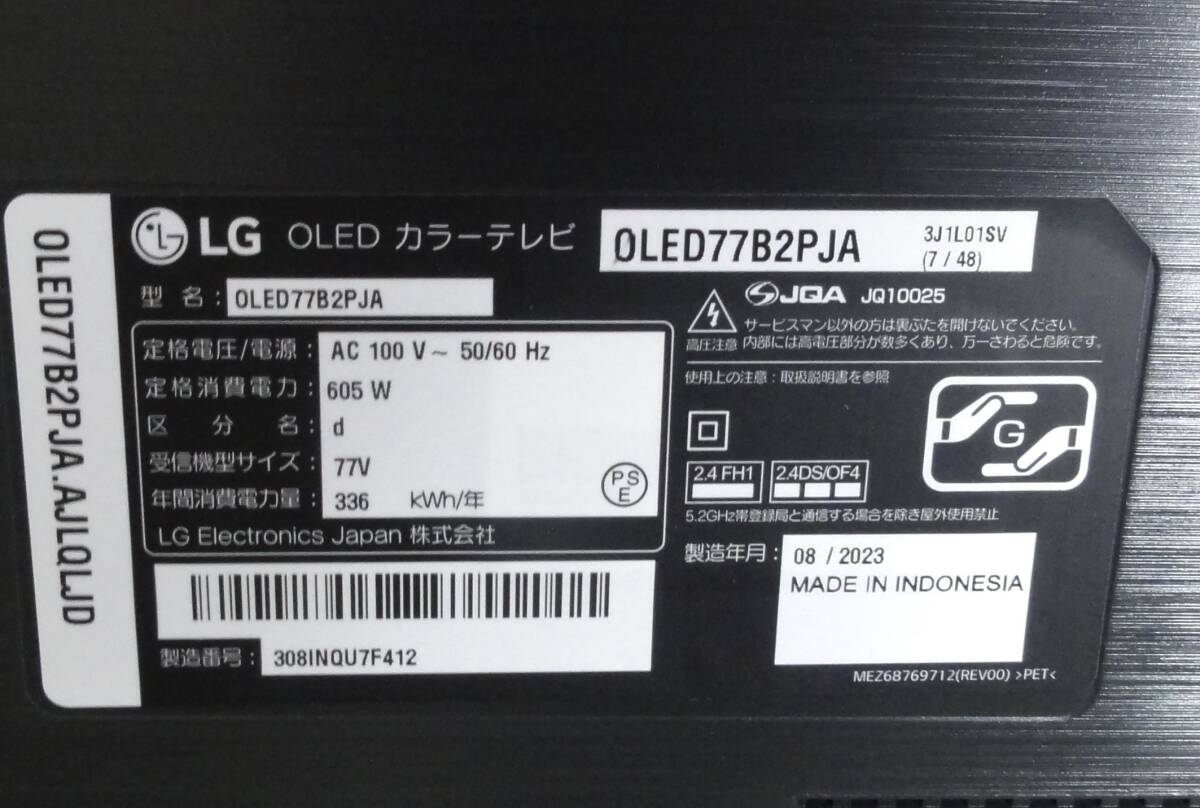 OLED77B2PJA.AJLQLJD
LG OLED カラーテレビ OLED77B2PJA 3J1L01SV
(7 / 48)
型 名 : OLED77B2PJA
定格電圧/電源 : AC 100 V ~ 50/60 Hz
定格消費電力 : 605 W
区 分 名 : d
受信機型サイズ : 77V
年間消費電力量 : 336 kWh/年
PS
E
LG Electronics Japan 株式会社
製造番号 : 308INQU7F412
JQA JQ10025
サービスマン以外の方は裏ぶたを開けないでください。
高圧注意 内部には高電圧部分が数多くあり、万一さわると危険です。
使用上の注意 : 取扱説明書を参照
G
2.4 FH1 2.4DS/OF4
5.2GHz帯登録局と通信する場合を除き屋外使用禁止
製造年月 : 08 / 2023
MADE IN INDONESIA
MEZ68769712(REV00) >PET<